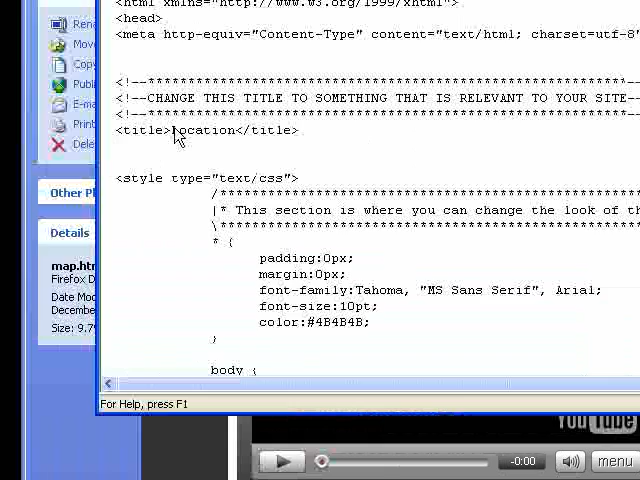 <html xmlns="http://www.w3.org/1999/xhtml">
<head>
<meta http-equiv="Content-Type" content="text/html; charset=utf-8"
<!--CHANGE THIS TITLE TO SOMETHING THAT IS RELEVANT TO YOUR SITE--
<title>Location</title>
<style type="text/css">
|* This section is where you can change the look of th
* {
padding:0px;
margin:0px;
font-family:Tahoma, "MS Sans Serif", Arial;
font-size:10pt;
color:#4B4B4B;
}
body {
For Help, press F1
Rena
Move
Copy
Publi
E-ma
Print
Dele
Other Pl
Details
map.htm
Firefox D
Date Mod
Decembe
Size: 9.79
YouTube
-0:00
menu